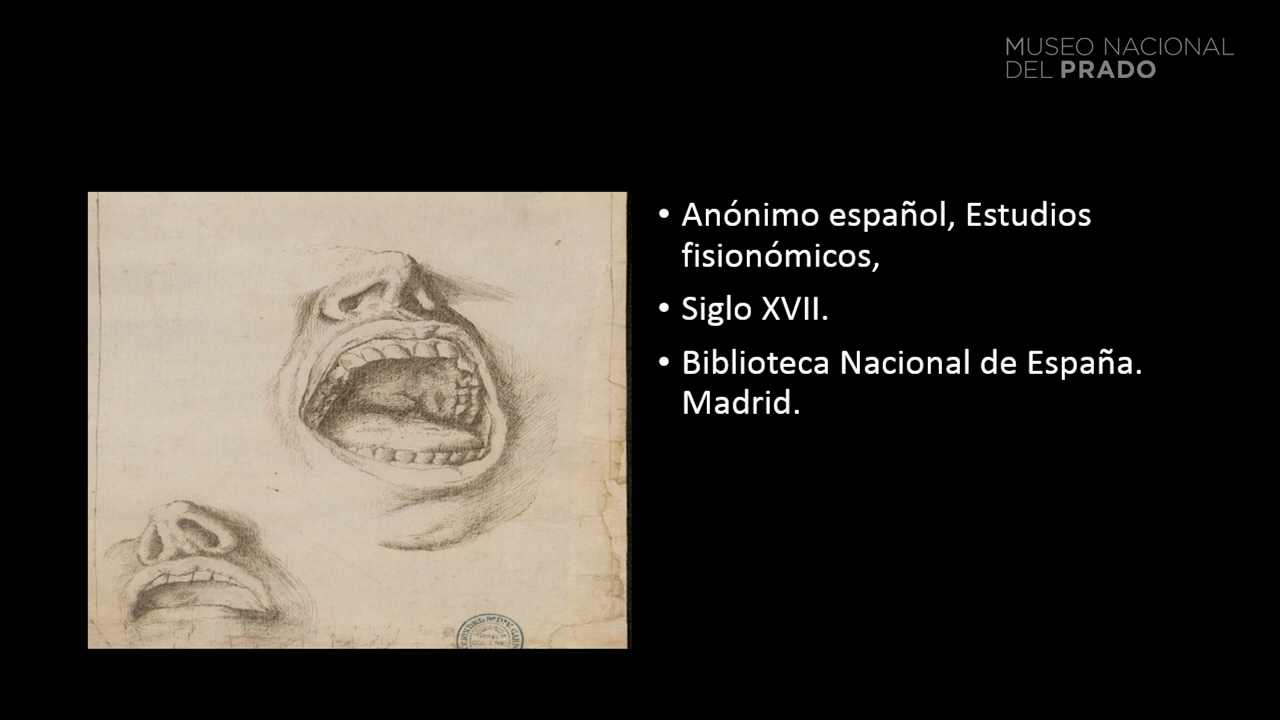 MUSEO NACIONAL
DEL PRADO
• Anónimo español, Estudios
fisionómicos,
• Siglo XVII.
• Biblioteca Nacional de España.
Madrid.